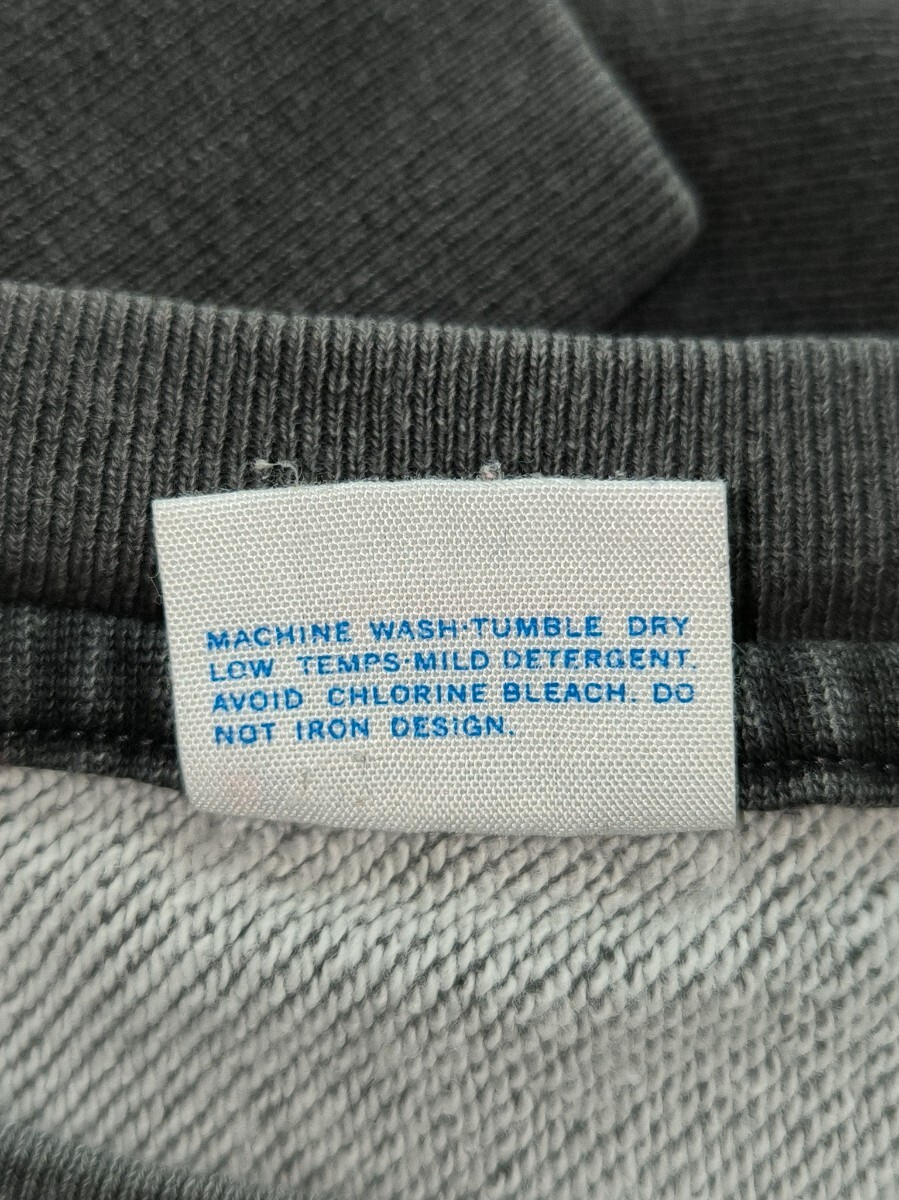 MACHINE WASH·TUMBLE DRY
LOW TEMPS·MILD DETERGENT.
AVOID CHLORINE BLEACH. DO
NOT IRON DESIGN.